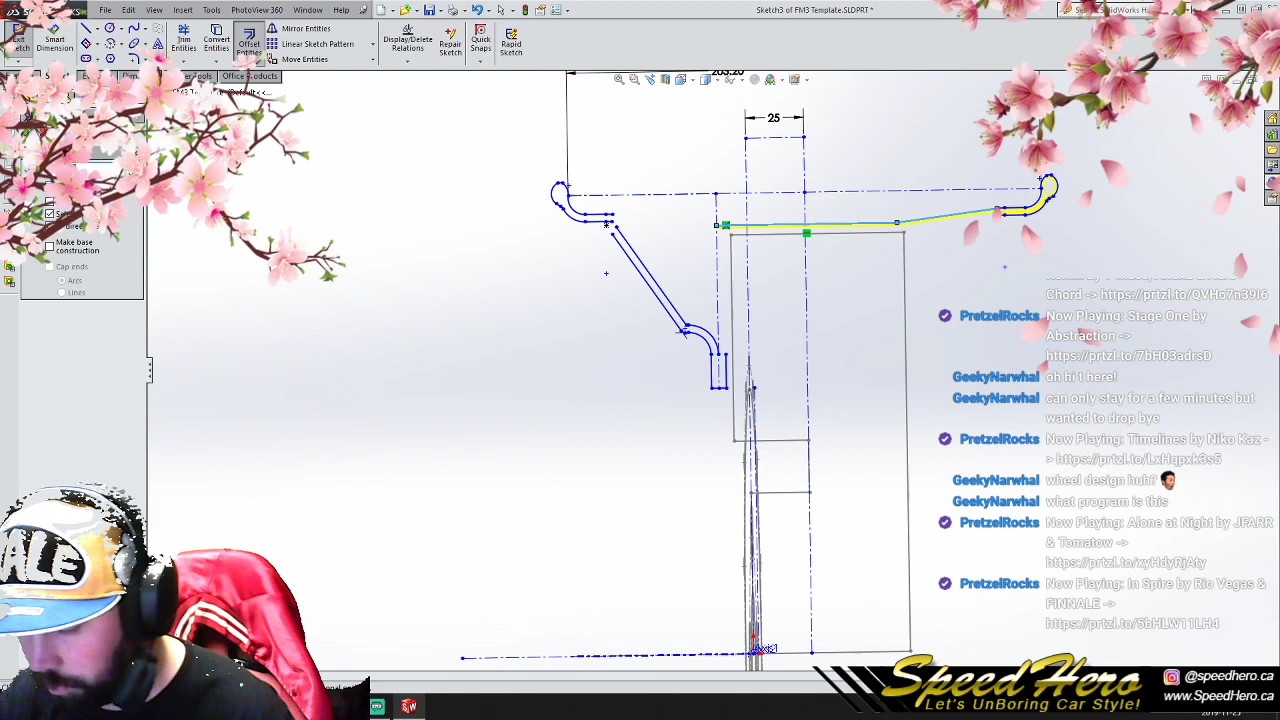 File Edit View Insert Tools PhotoView 360 Window Help
Sketch3 of FM3 Template.SLDPRT *
Smart Dimension
Trim Entities
Convert Entities
Offset Entities
Mirror Entities
Linear Sketch Pattern
Move Entities
Display/Delete Relations
Repair Sketch
Quick Snaps
Rapid Sketch
Office Products
25
Make base construction
Cap ends
Arcs
Lines
Chord -> https://prtzl.to/QVHo7n39I6
PretzelRocks Now Playing: Stage One by
Abstraction ->
https://prtzl.to/7bH03adrsD
GeekyNarwhal oh hi t here!
GeekyNarwhal can only stay for a few minutes but
wanted to drop bye
PretzelRocks Now Playing: Timelines by Niko Kaz -
> https://prtzl.to/LxHqpxk3s5
GeekyNarwhal wheel design huh?
GeekyNarwhal what program is this
PretzelRocks Now Playing: Alone at Night by JFARR
& Tomatow ->
https://prtzl.to/xyHdyRjAty
PretzelRocks Now Playing: In Spire by Rio Vegas &
FINNALE ->
https://prtzl.to/5bHLW11LH4
SpeedHero
Let's UnBoring Car Style!
@speedhero.ca
www.SpeedHero.ca